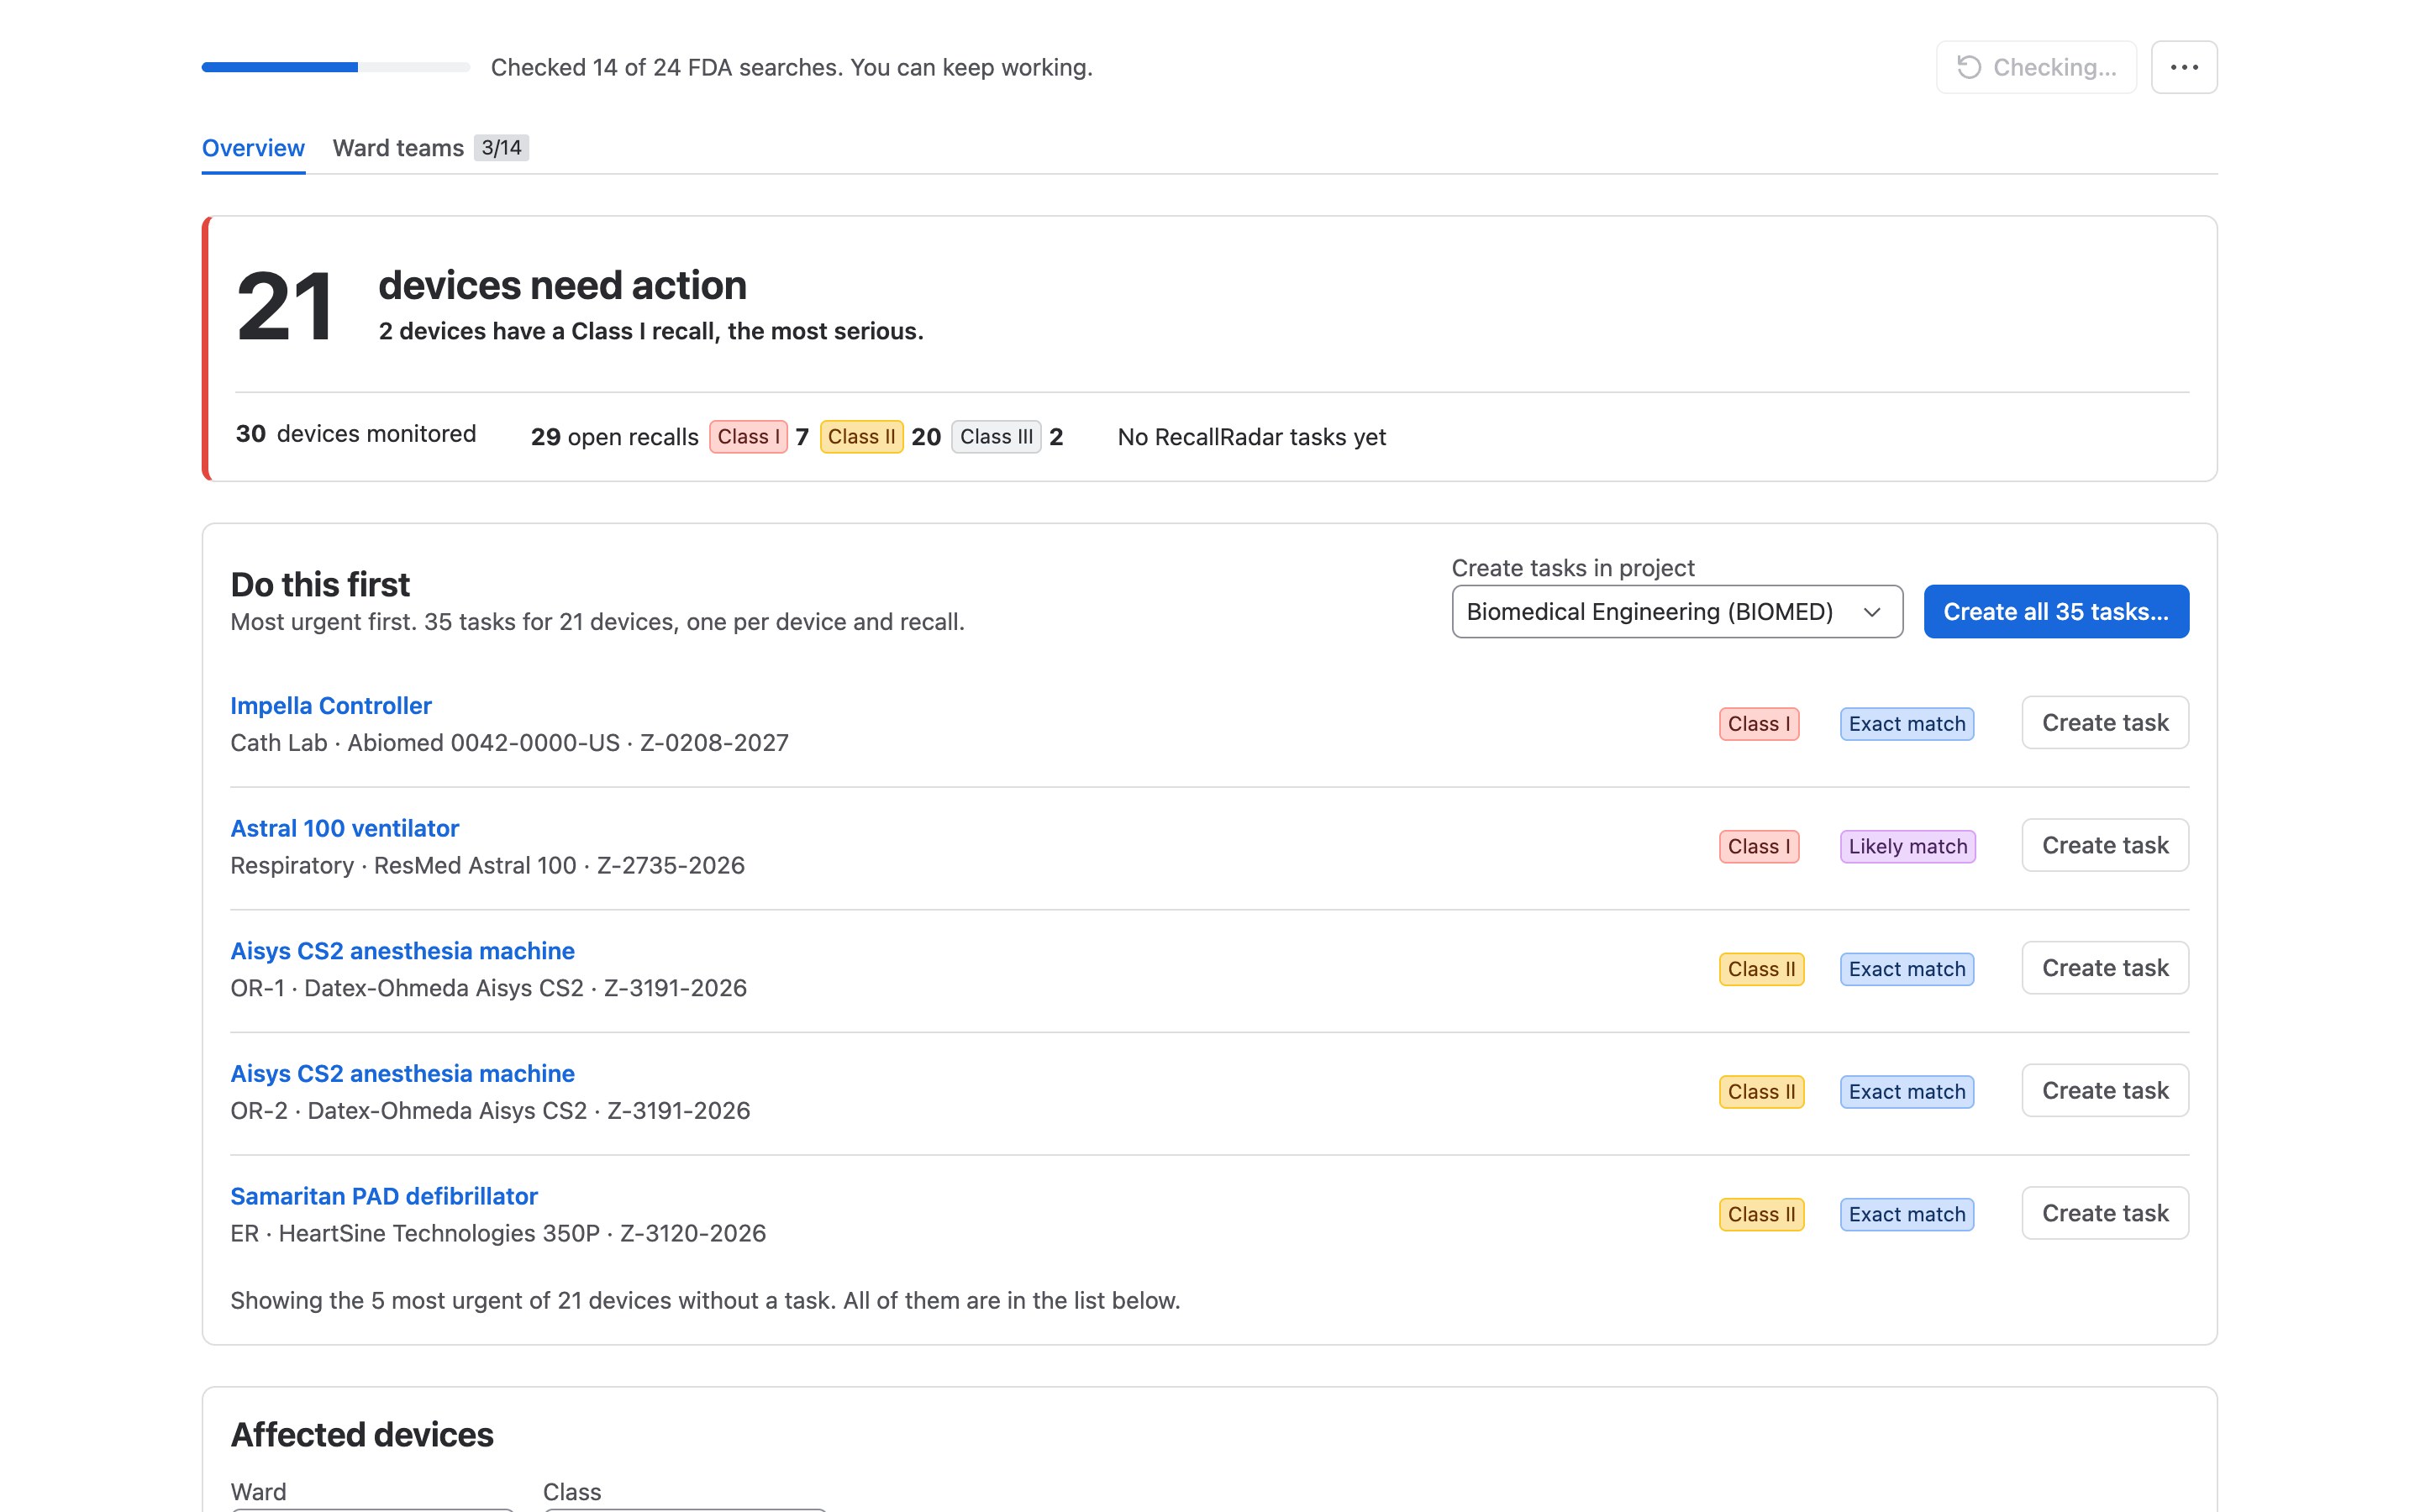 Checked 14 of 24 FDA searches. You can keep working.
Checking...
Overview
Ward teams 3/14
21
devices need action
2 devices have a Class I recall, the most serious.
30 devices monitored
29 open recalls Class I 7 Class II 20 Class III 2
No RecallRadar tasks yet
Do this first
Most urgent first. 35 tasks for 21 devices, one per device and recall.
Create tasks in project
Biomedical Engineering (BIOMED)
Create all 35 tasks...
Impella Controller
Cath Lab · Abiomed 0042-0000-US · Z-0208-2027
Class I
Exact match
Create task
Astral 100 ventilator
Respiratory · ResMed Astral 100 · Z-2735-2026
Class I
Likely match
Create task
Aisys CS2 anesthesia machine
OR-1 · Datex-Ohmeda Aisys CS2 · Z-3191-2026
Class II
Exact match
Create task
Aisys CS2 anesthesia machine
OR-2 · Datex-Ohmeda Aisys CS2 · Z-3191-2026
Class II
Exact match
Create task
Samaritan PAD defibrillator
ER · HeartSine Technologies 350P · Z-3120-2026
Class II
Exact match
Create task
Showing the 5 most urgent of 21 devices without a task. All of them are in the list below.
Affected devices
Ward
Class